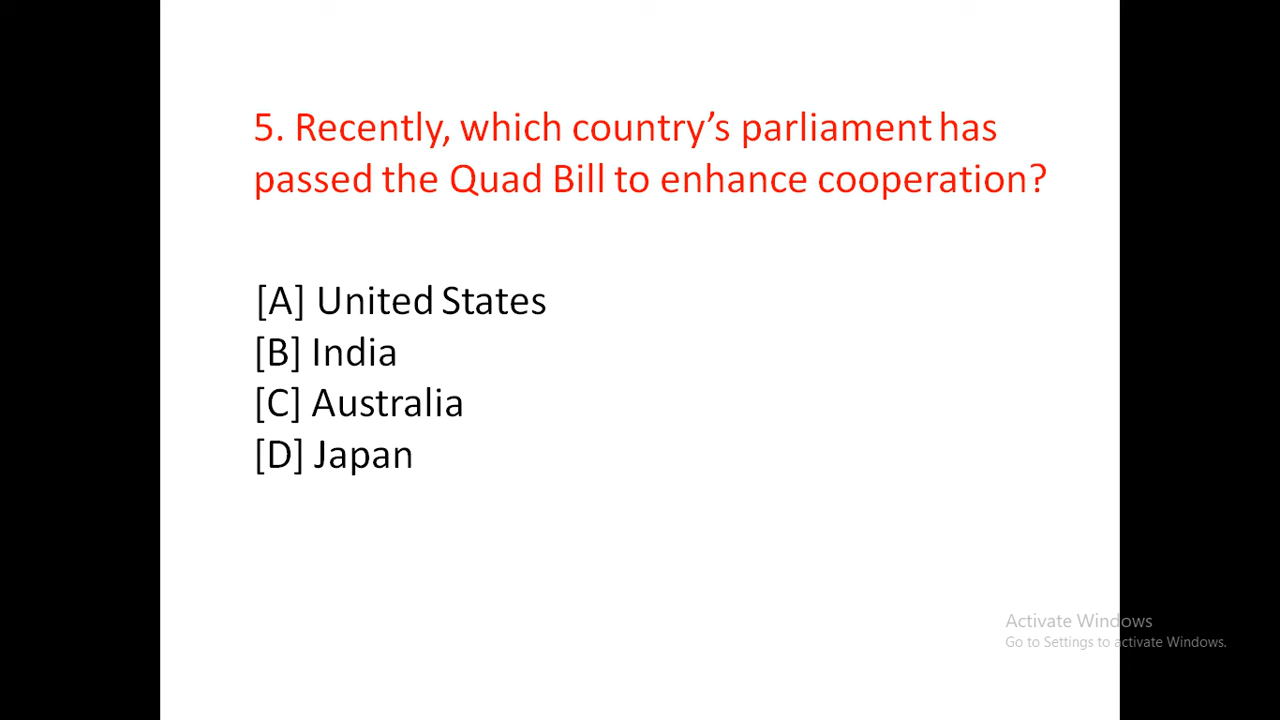 5. Recently, which country’s parliament has
passed the Quad Bill to enhance cooperation?
[A] United States
[B] India
[C] Australia
[D] Japan
Activate Windows
Go to Settings to activate Windows.